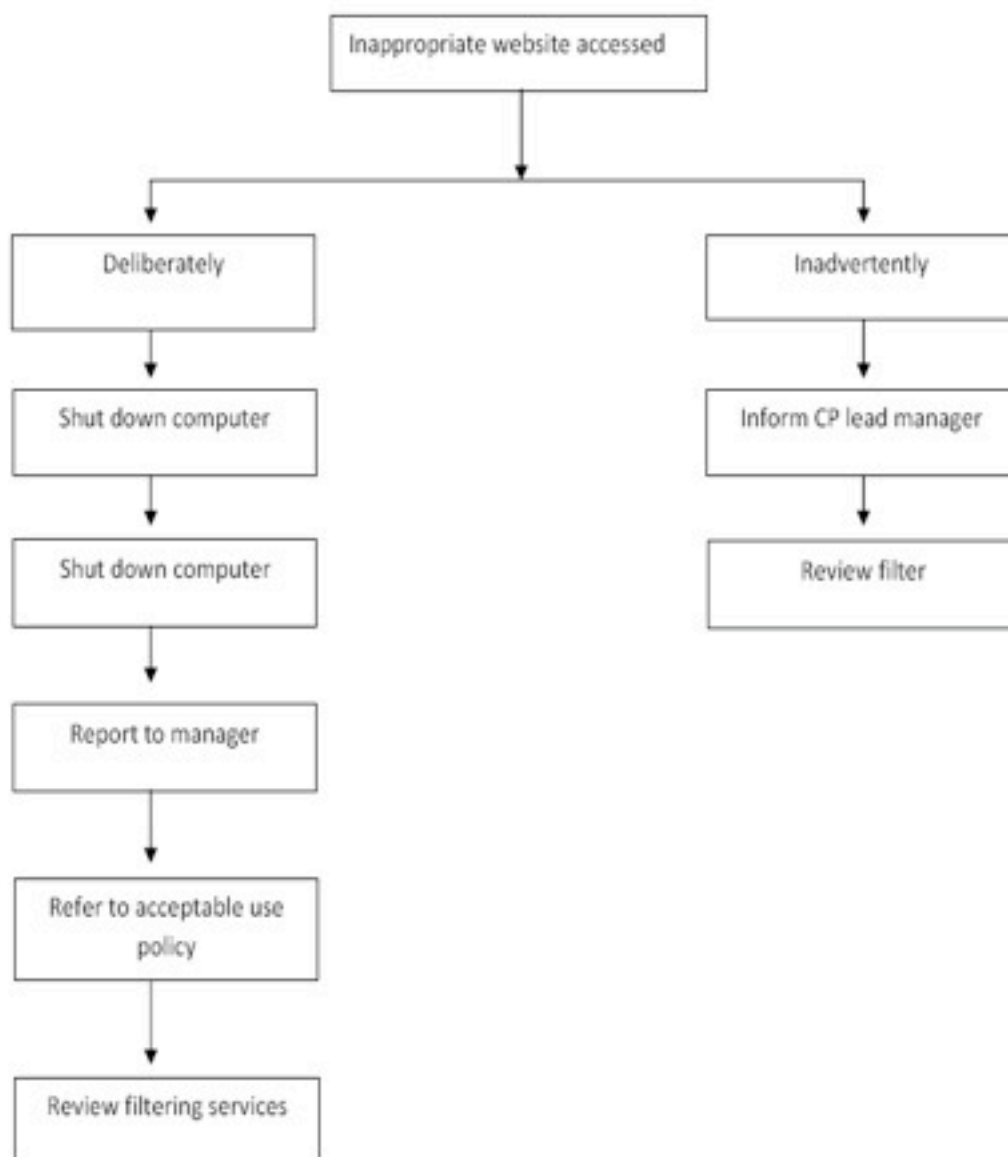 Inappropriate website accessed
Deliberately
Inadvertently
Shut down computer
Inform CP lead manager
Shut down computer
Review filter
Report to manager
Refer to acceptable use
policy
Review filtering services